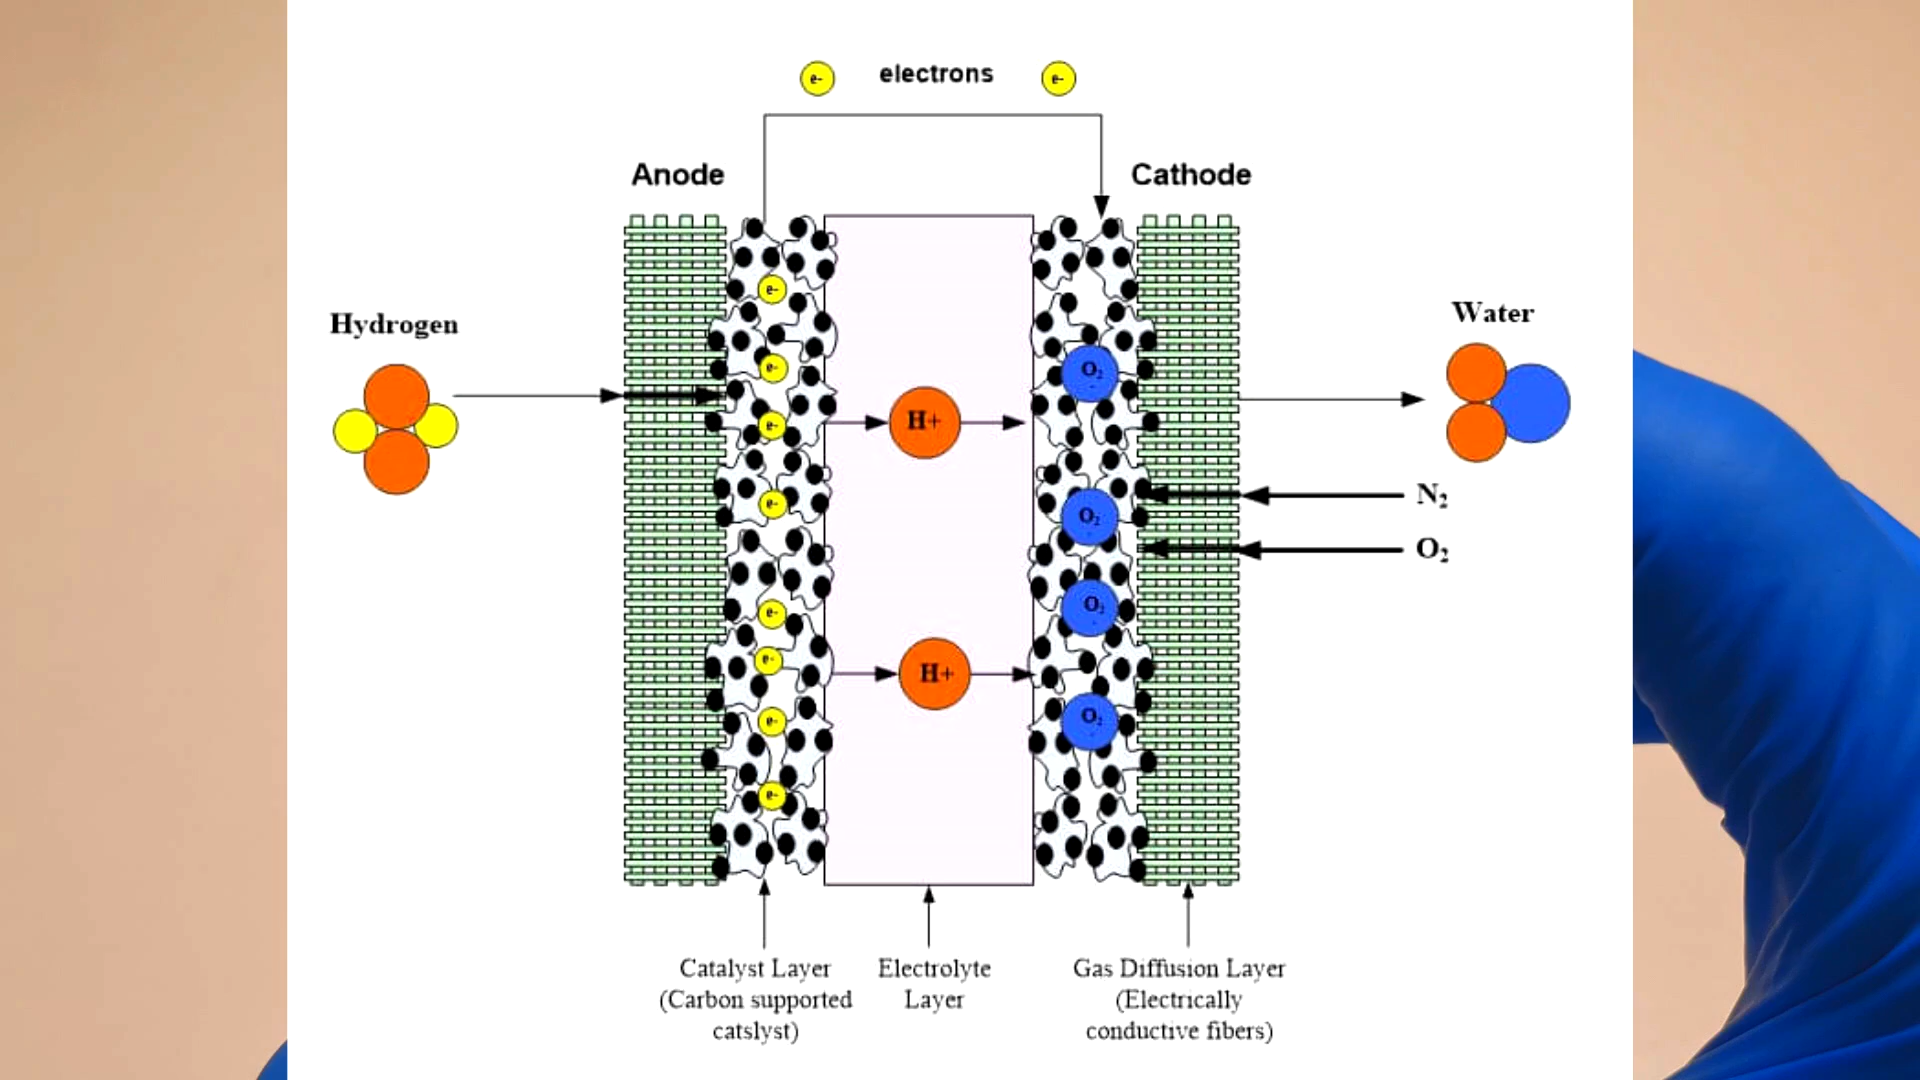 e- electrons e-
Anode
Cathode
Hydrogen
Water
e-
e-
e-
e-
e-
e-
e-
e-
H+
H+
O₂
O₂
O₂
O₂
N₂
O₂
Catalyst Layer
(Carbon supported
catslyst)
Electrolyte
Layer
Gas Diffusion Layer
(Electrically
conductive fibers)